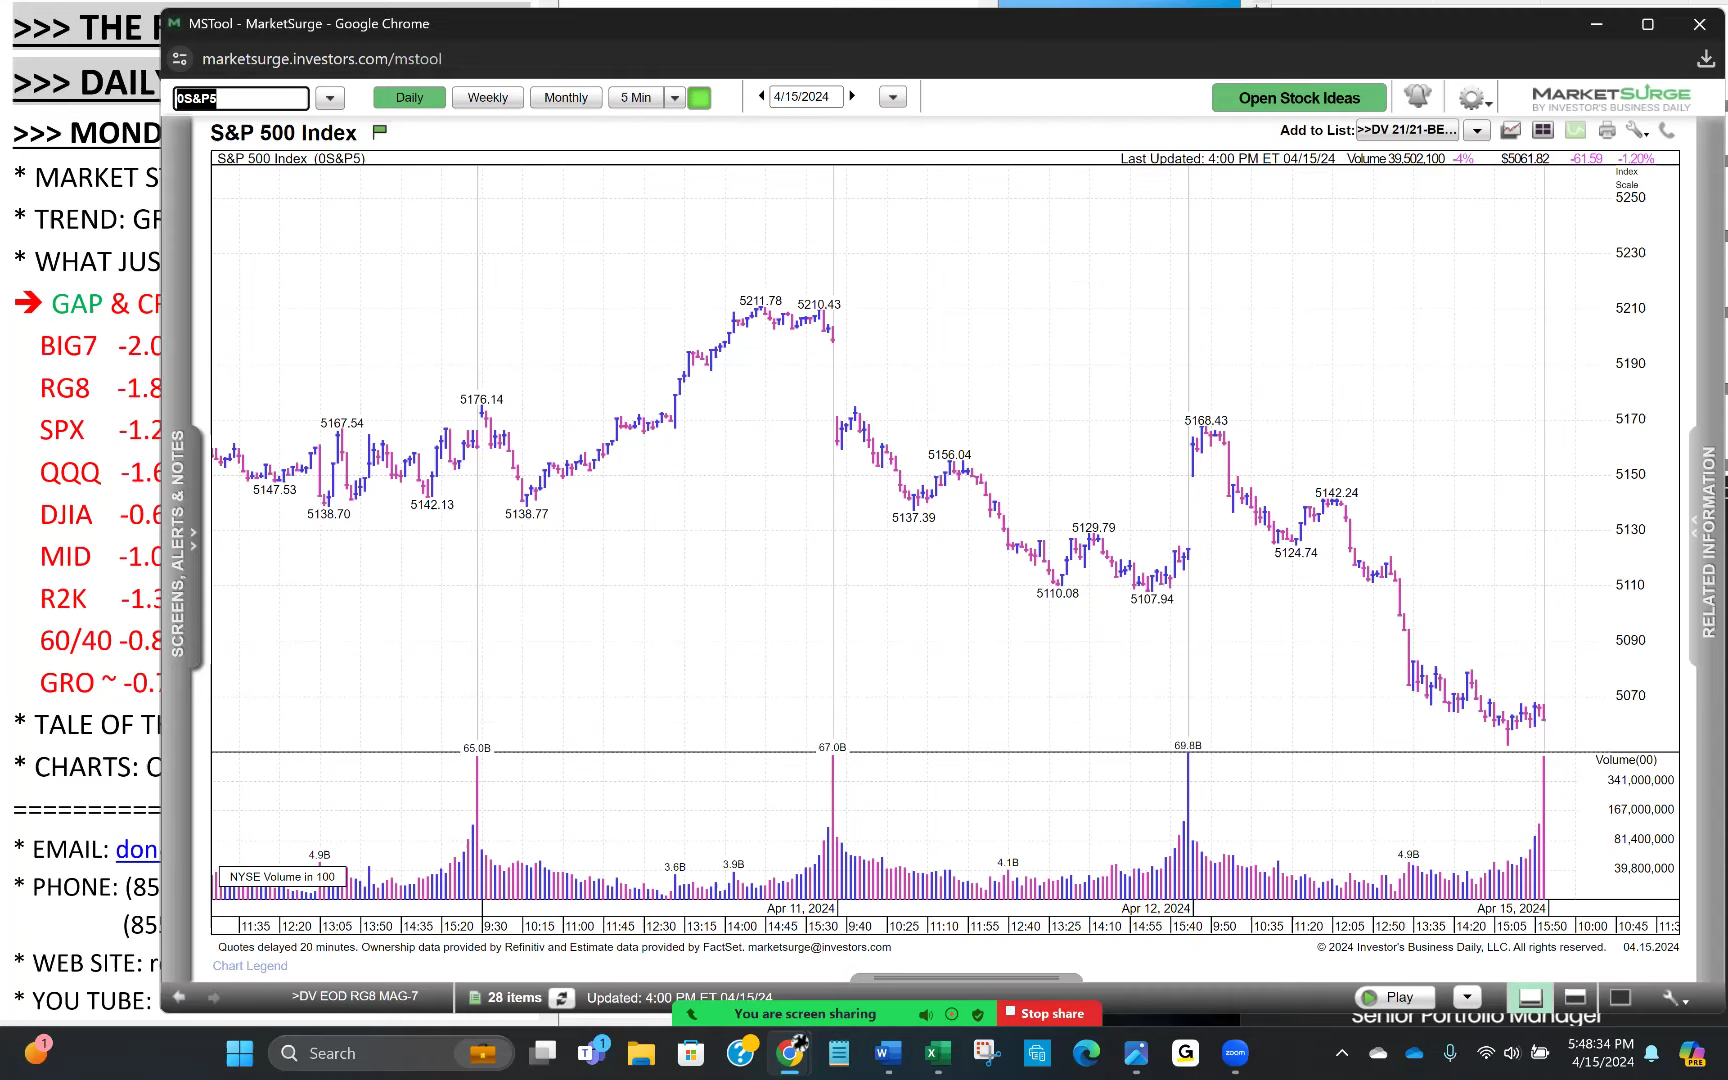 >>> THE
MSTool - MarketSurge - Google Chrome
marketsurge.investors.com/mstool
>>> DAIL
0S&P5
Daily
Weekly
Monthly
5 Min
4/15/2024
Open Stock Ideas
MARKETSURGE
BY INVESTOR'S BUSINESS DAILY
>>> MOND
S&P 500 Index
Add to List: >>DV 21/21-BE...
S&P 500 Index (0S&P5)
Last Updated: 4:00 PM ET 04/15/24 Volume 39,502,100 -4% $5061.82 -61.59 -1.20%
Index
Scale
* MARKET S
* TREND: GR
* WHAT JUS
GAP & CR
BIG7 -2.0
RG8 -1.8
SPX -1.2
QQQ -1.6
DJIA -0.6
MID -1.0
R2K -1.3
60/40 -0.8
GRO ~ -0.7
* TALE OF TH
* CHARTS: C
* EMAIL: don
* PHONE: (85
(85
* WEB SITE: r
* YOU TUBE:
SCREENS, ALERTS & NOTES
RELATED INFORMATION
5250
5230
5210
5190
5170
5150
5130
5110
5090
5070
5211.78
5210.43
5176.14
5167.54
5168.43
5156.04
5147.53
5138.70
5142.13
5138.77
5137.39
5142.24
5129.79
5124.74
5110.08
5107.94
65.0B
67.0B
69.8B
Volume(00)
341,000,000
167,000,000
81,400,000
39,800,000
4.9B
3.6B
3.9B
4.1B
4.9B
NYSE Volume in 100
Apr 11, 2024
Apr 12, 2024
Apr 15, 2024
11:35 12:20 13:05 13:50 14:35 15:20 9:30 10:15 11:00 11:45 12:30 13:15 14:00 14:45 15:30 9:40 10:25 11:10 11:55 12:40 13:25 14:10 14:55 15:40 9:50 10:35 11:20 12:05 12:50 13:35 14:20 15:05 15:50 10:00 10:45 11:3
Quotes delayed 20 minutes. Ownership data provided by Refinitiv and Estimate data provided by FactSet. marketsurge@investors.com
© 2024 Investor's Business Daily, LLC. All rights reserved. 04.15.2024
Chart Legend
>DV EOD RG8 MAG-7
28 items
Updated: 4:00 PM ET 04/15/24
Play
You are screen sharing
Stop share
Senior Portfolio Manager
Search
zoom
5:48:34 PM
4/15/2024